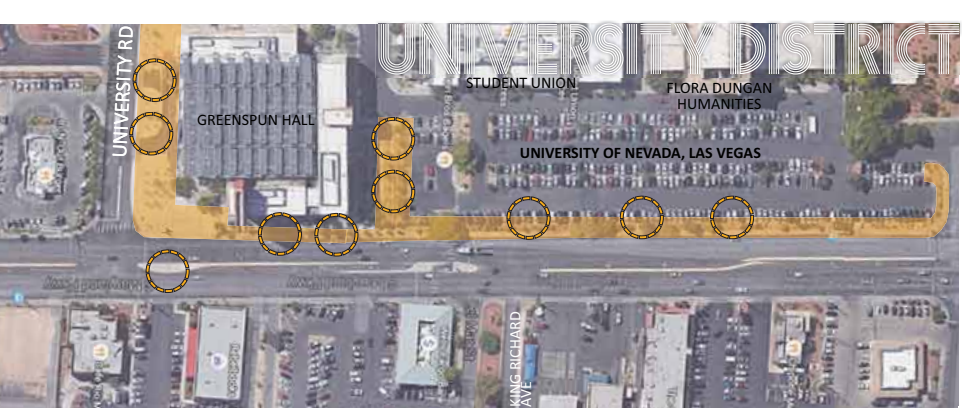 UNIVERSITY DISTRICT
UNIVERSITY RD
STUDENT UNION
FLORA DUNGAN
HUMANITIES
GREENSPUN HALL
UNIVERSITY OF NEVADA, LAS VEGAS
KING RICHARD
AVE